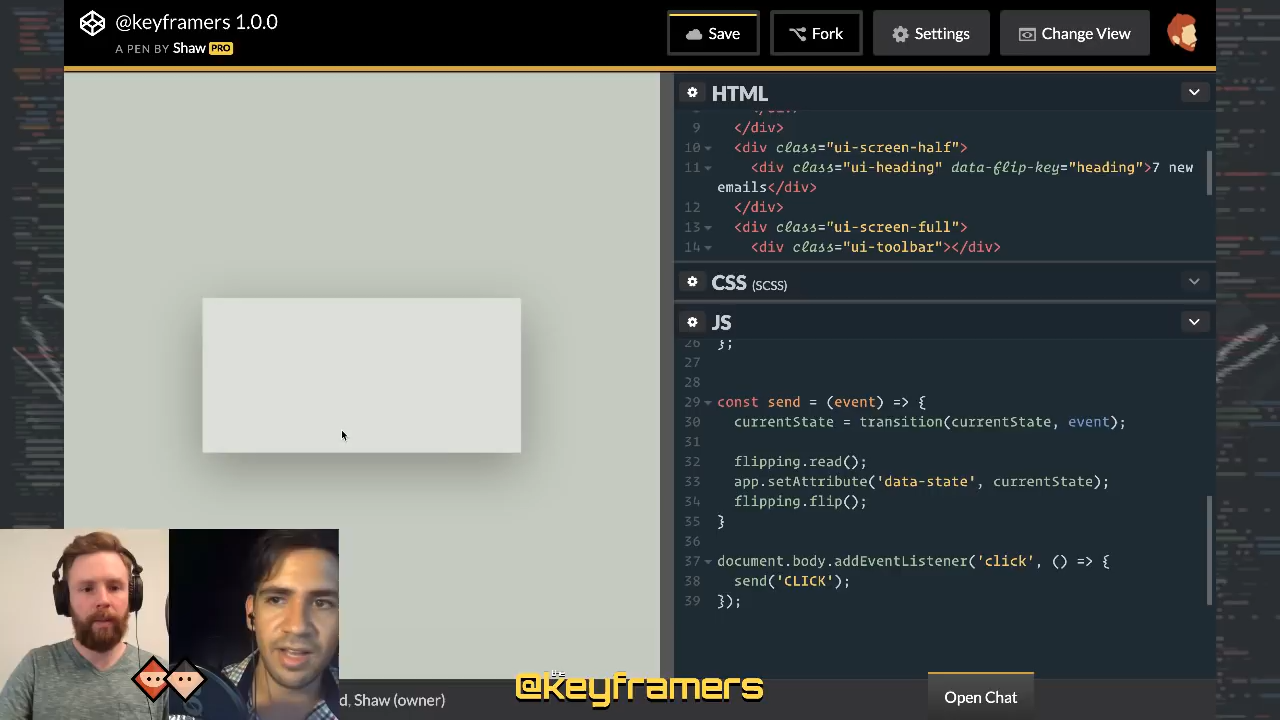 @keyframers 1.0.0
A PEN BY Shaw PRO
Save
Fork
Settings
Change View
HTML
9 </div>
10 <div class="ui-screen-half">
11 <div class="ui-heading" data-flip-key="heading">7 new
emails</div>
12 </div>
13 <div class="ui-screen-full">
14 <div class="ui-toolbar"></div>
CSS (SCSS)
JS
26 };
27
28
29 const send = (event) => {
30 currentState = transition(currentState, event);
31
32 flipping.read();
33 app.setAttribute('data-state', currentState);
34 flipping.flip();
35 }
36
37 document.body.addEventListener('click', () => {
38 send('CLICK');
39 });
d, Shaw (owner)
@keyframers
Open Chat